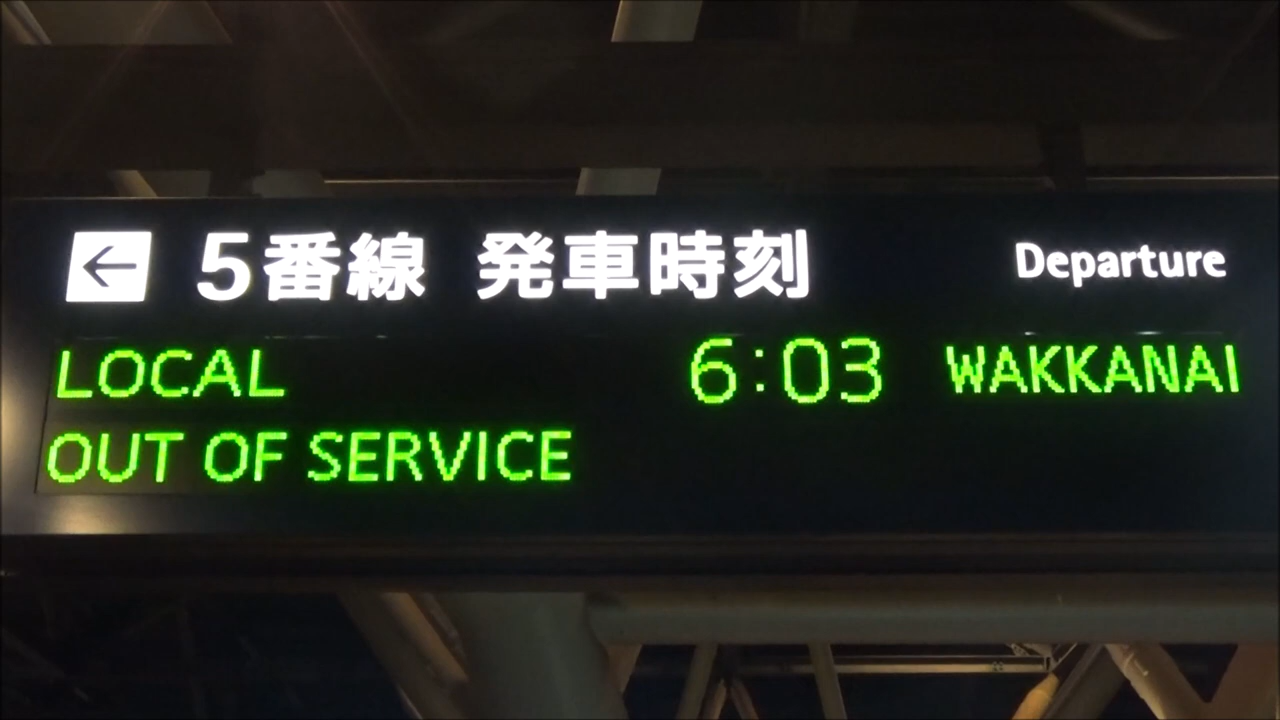 ← 5番線 発車時刻 Departure
LOCAL 6:03 WAKKANAI
OUT OF SERVICE